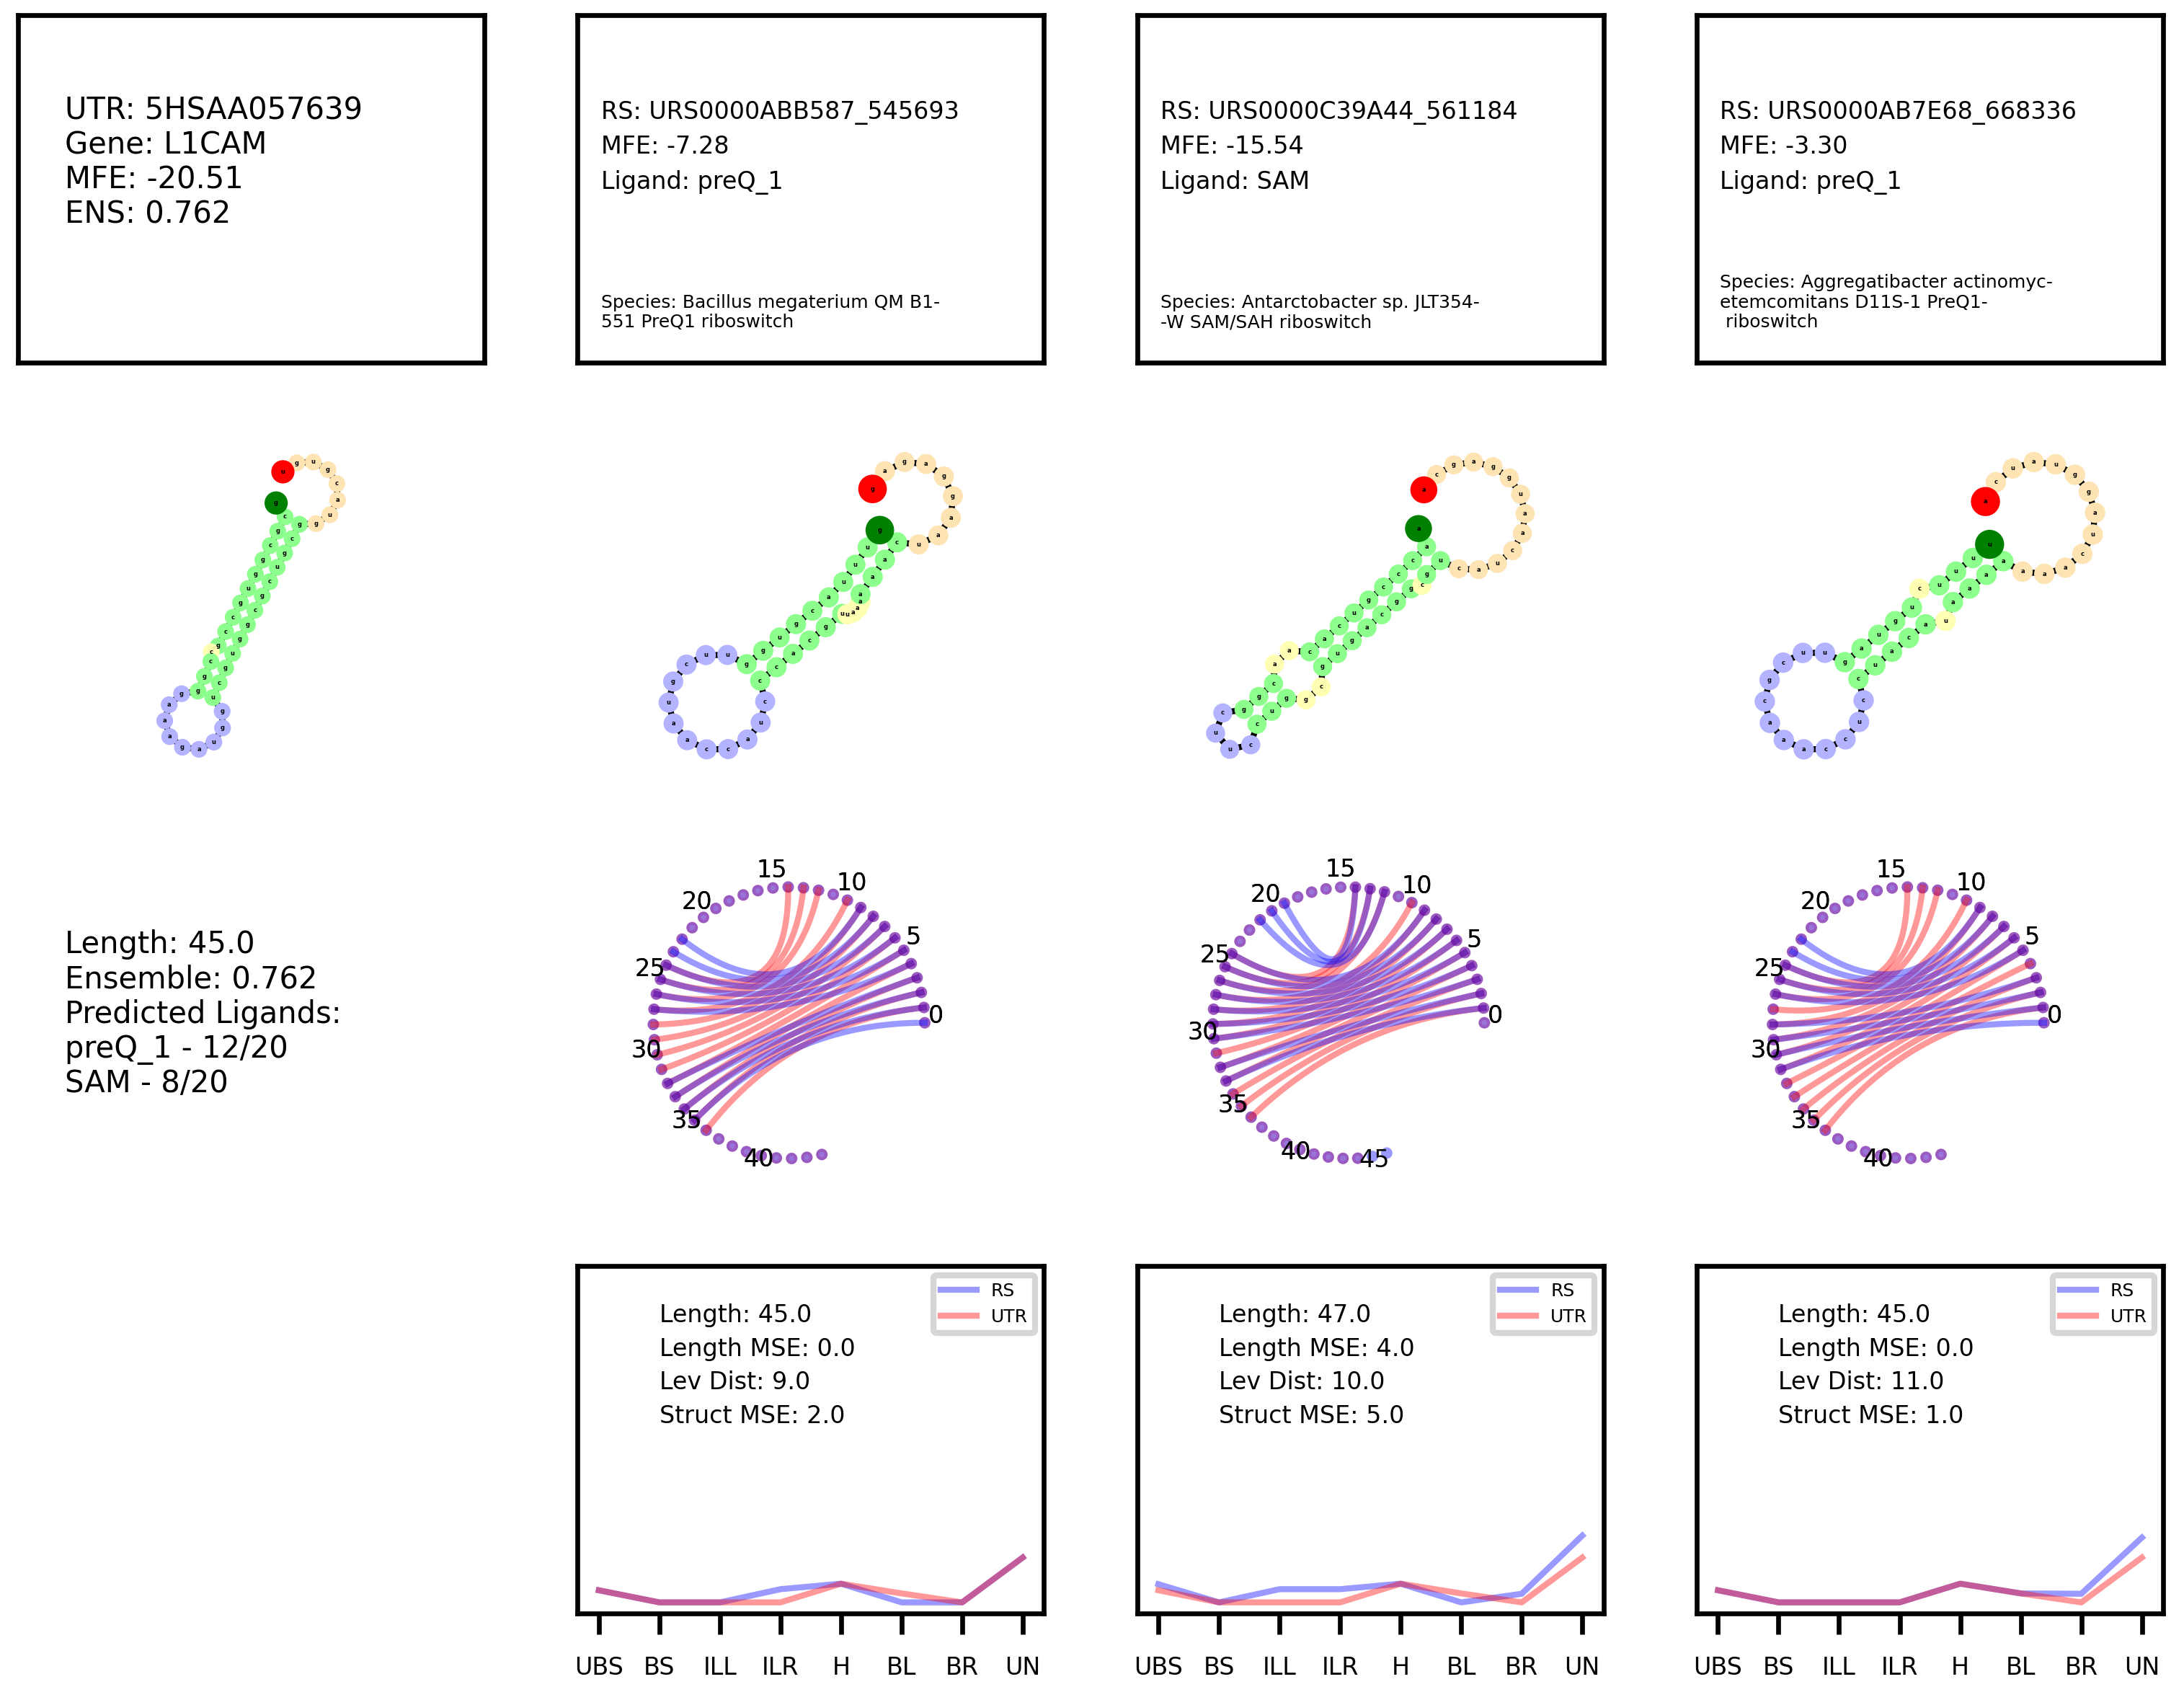 UTR: 5HSAA057639
Gene: L1CAM
MFE: -20.51
ENS: 0.762
RS: URS0000ABB587_545693
MFE: -7.28
Ligand: preQ_1
Species: Bacillus megaterium QM B1-
551 PreQ1 riboswitch
RS: URS0000C39A44_561184
MFE: -15.54
Ligand: SAM
Species: Antarctobacter sp. JLT354-
-W SAM/SAH riboswitch
RS: URS0000AB7E68_668336
MFE: -3.30
Ligand: preQ_1
Species: Aggregatibacter actinomyc-
etemcomitans D11S-1 PreQ1-
riboswitch
Length: 45.0
Ensemble: 0.762
Predicted Ligands:
preQ_1 - 12/20
SAM - 8/20
0
5
10
15
20
25
30
35
40
0
5
10
15
20
25
30
35
40
45
0
5
10
15
20
25
30
35
40
RS
UTR
Length: 45.0
Length MSE: 0.0
Lev Dist: 9.0
Struct MSE: 2.0
UBS BS ILL ILR H BL BR UN
RS
UTR
Length: 47.0
Length MSE: 4.0
Lev Dist: 10.0
Struct MSE: 5.0
UBS BS ILL ILR H BL BR UN
RS
UTR
Length: 45.0
Length MSE: 0.0
Lev Dist: 11.0
Struct MSE: 1.0
UBS BS ILL ILR H BL BR UN